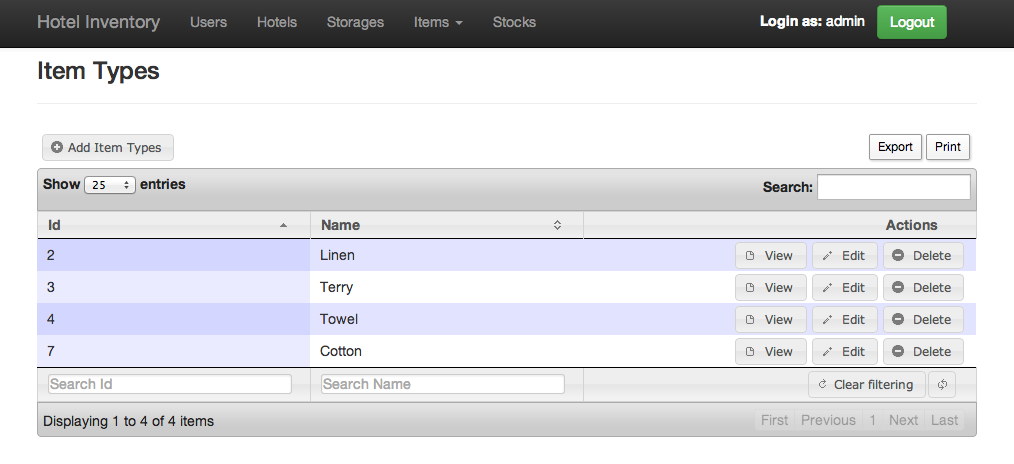 Hotel Inventory Users Hotels Storages Items Stocks Login as: admin Logout
Item Types
Add Item Types Export Print
Show 25 entries Search:
Id Name Actions
2 Linen View Edit Delete
3 Terry View Edit Delete
4 Towel View Edit Delete
7 Cotton View Edit Delete
Search Id Search Name Clear filtering
Displaying 1 to 4 of 4 items First Previous 1 Next Last